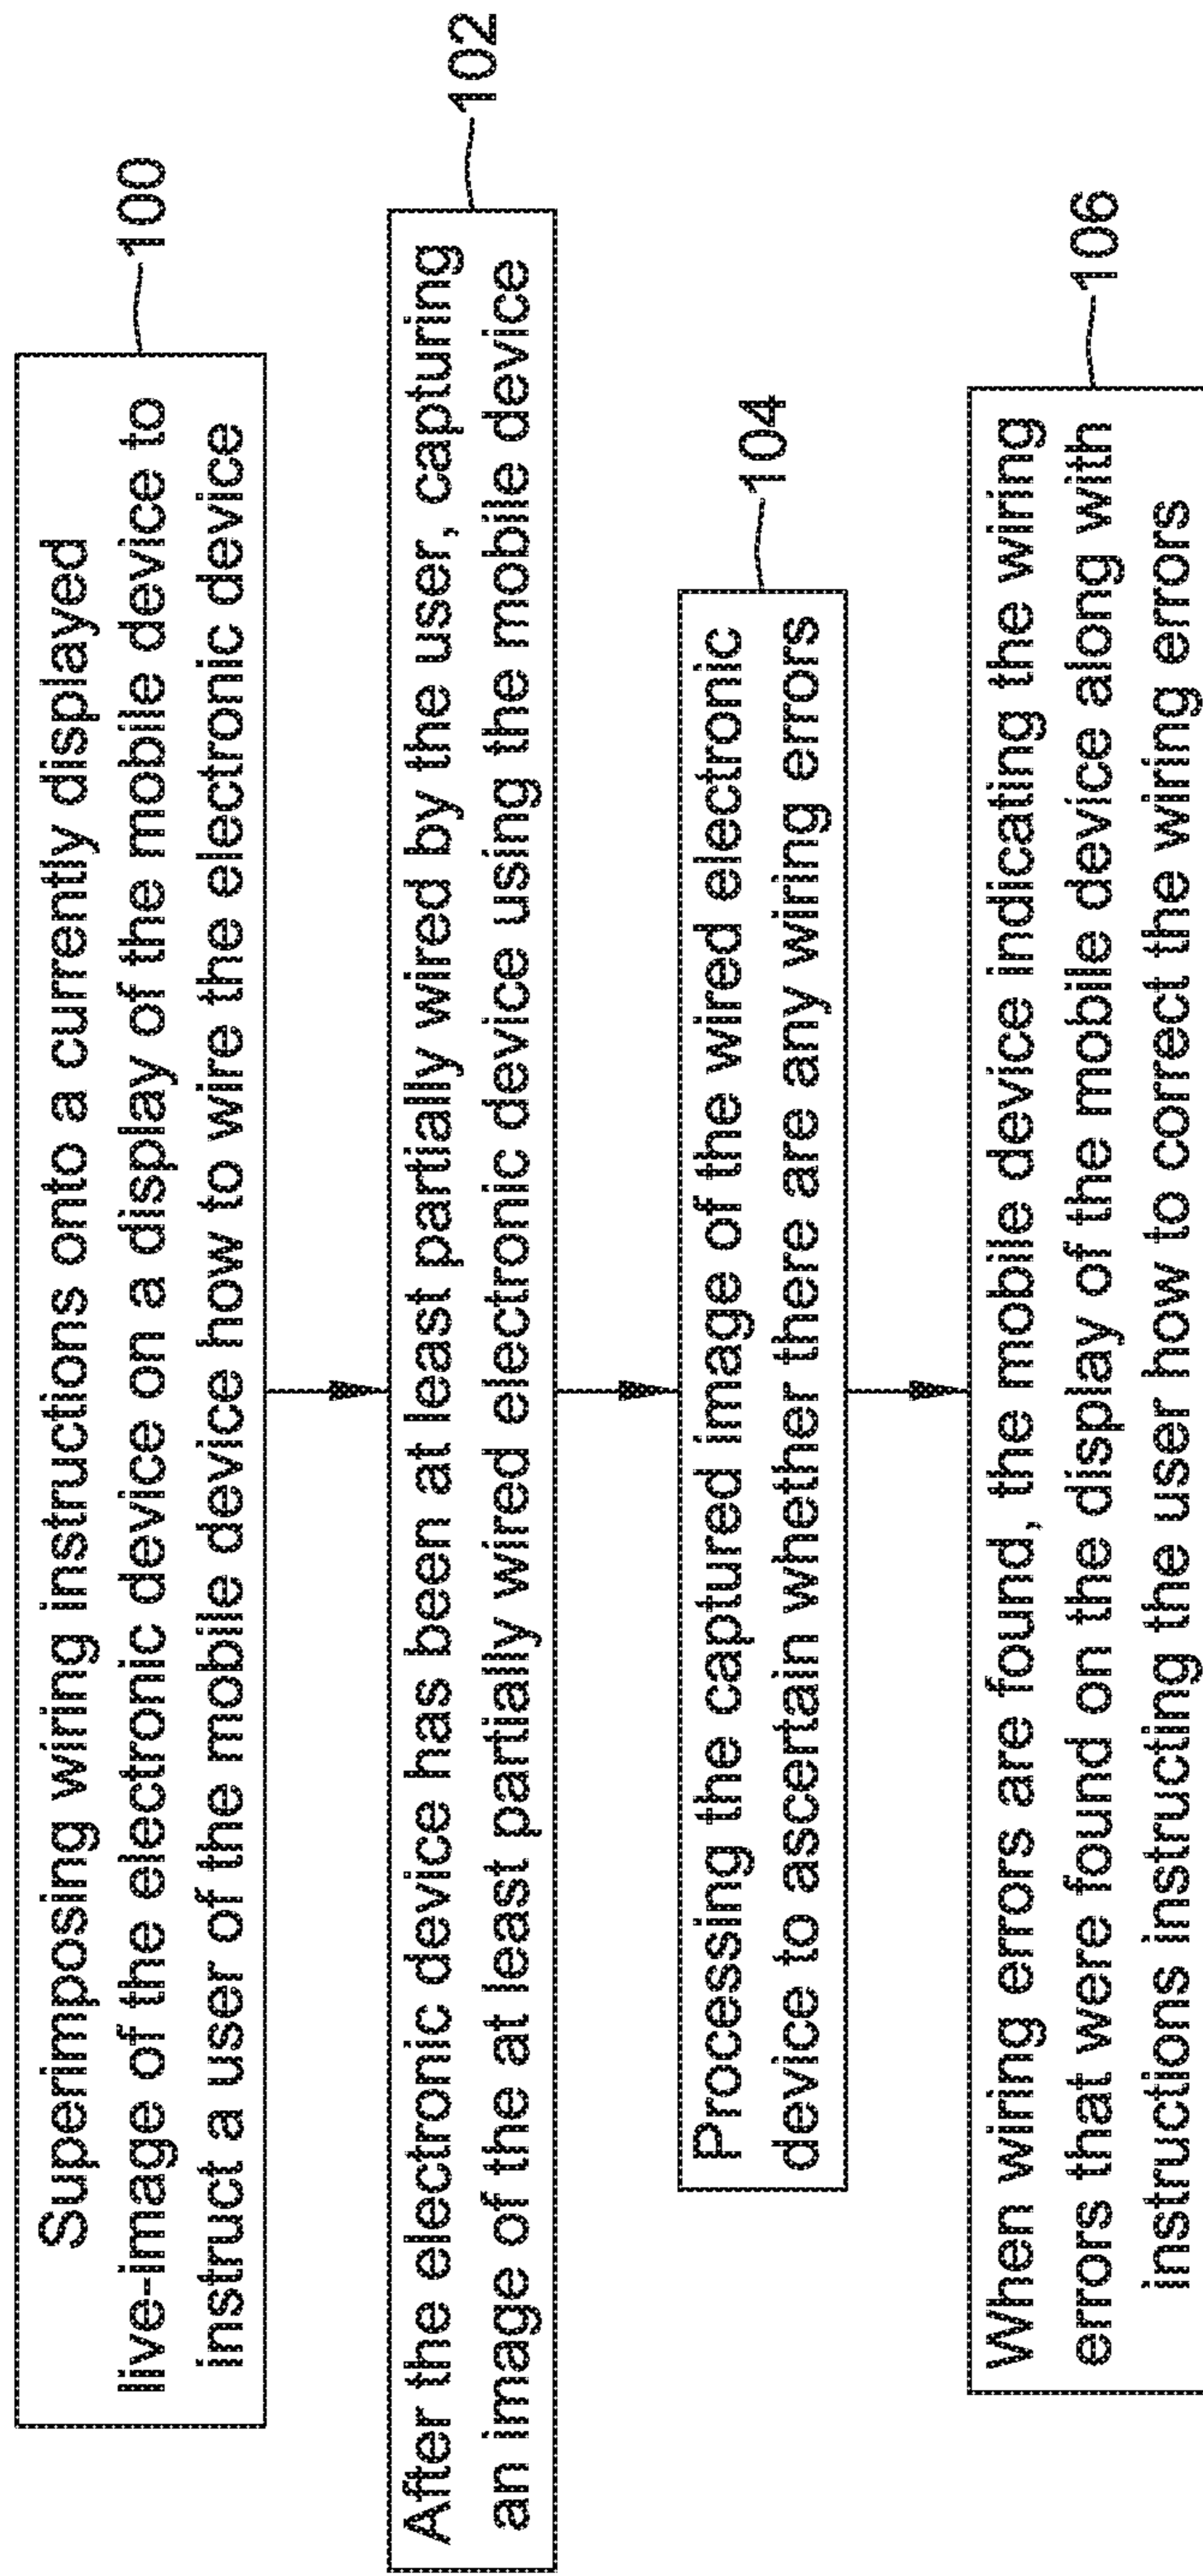 Superimposing wiring instructions onto a currently displayed
live-image of the electronic device on a display of the mobile device to
instruct a user of the mobile device how to wire the electronic device
100
After the electronic device has been at least partially wired by the user, capturing
an image of the at least partially wired electronic device using the mobile device
102
Processing the captured image of the wired electronic
device to ascertain whether there are any wiring errors
104
When wiring errors are found, the mobile device indicating the wiring
errors that were found on the display of the mobile device along with
instructions instructing the user how to correct the wiring errors
106